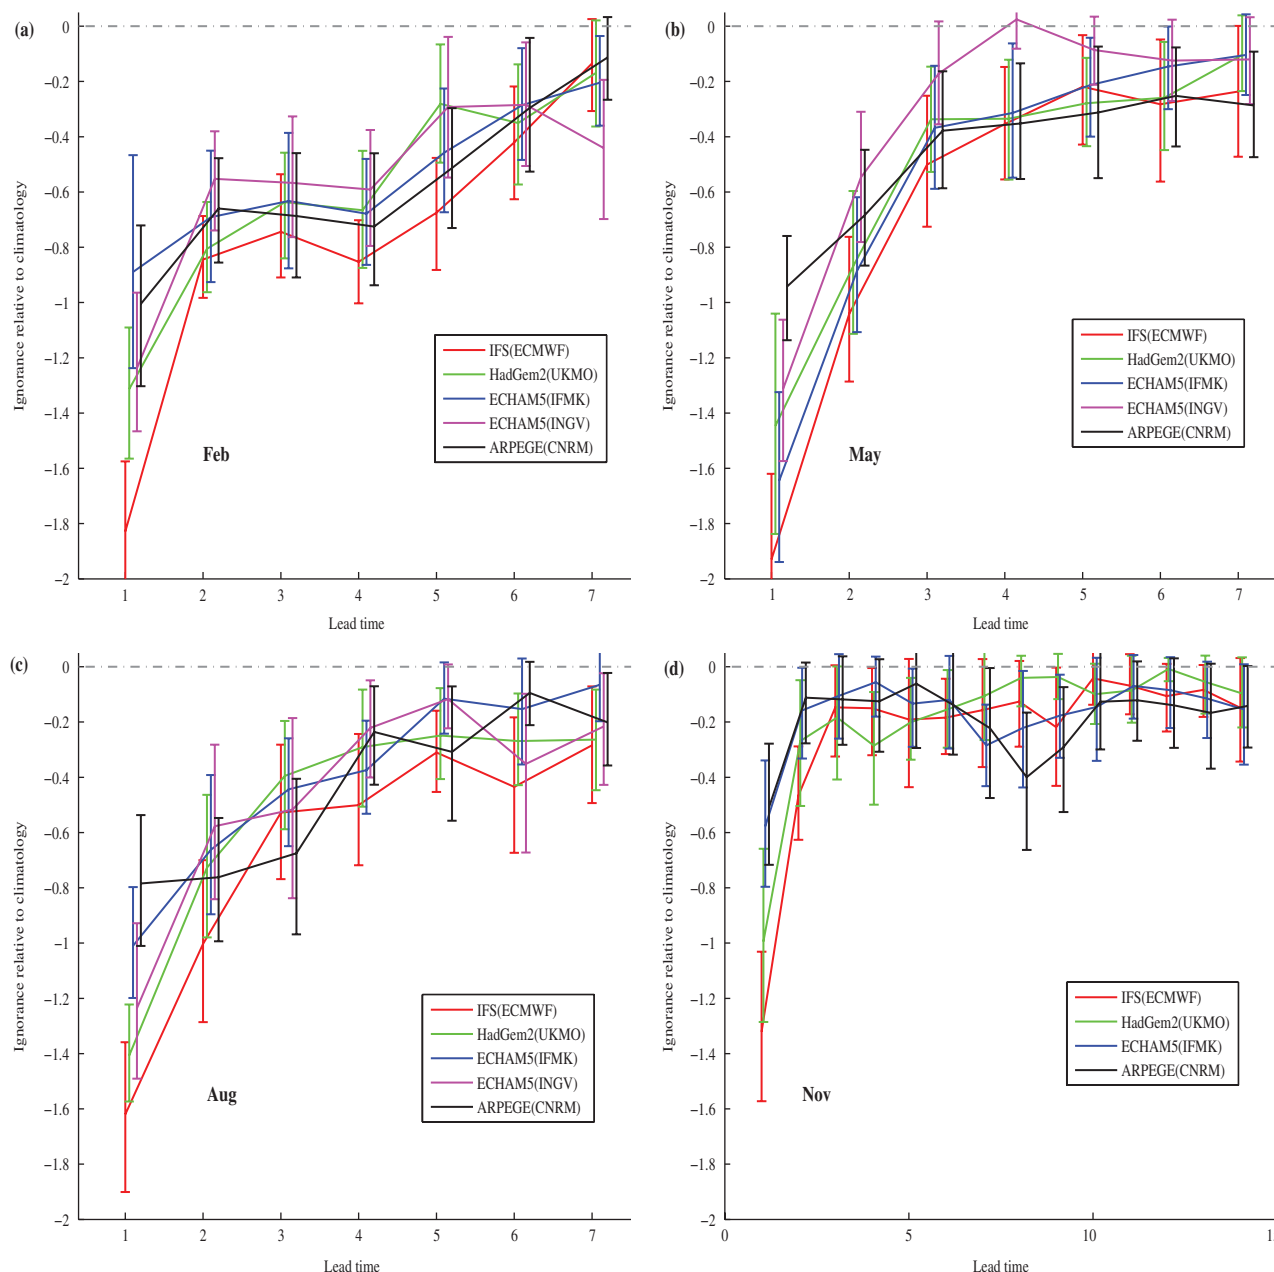 (a)
0
−0.2
−0.4
−0.6
−0.8
−1
−1.2
−1.4
−1.6
−1.8
−2
Ignorance relative to climatology
IFS(ECMWF)
HadGem2(UKMO)
ECHAM5(IFMK)
ECHAM5(INGV)
ARPEGE(CNRM)
Feb
1 2 3 4 5 6 7
Lead time
(b)
0
−0.2
−0.4
−0.6
−0.8
−1
−1.2
−1.4
−1.6
−1.8
−2
Ignorance relative to climatology
IFS(ECMWF)
HadGem2(UKMO)
ECHAM5(IFMK)
ECHAM5(INGV)
ARPEGE(CNRM)
May
1 2 3 4 5 6 7
Lead time
(c)
0
−0.2
−0.4
−0.6
−0.8
−1
−1.2
−1.4
−1.6
−1.8
−2
Ignorance relative to climatology
IFS(ECMWF)
HadGem2(UKMO)
ECHAM5(IFMK)
ECHAM5(INGV)
ARPEGE(CNRM)
Aug
1 2 3 4 5 6 7
Lead time
(d)
0
−0.2
−0.4
−0.6
−0.8
−1
−1.2
−1.4
−1.6
−1.8
−2
Ignorance relative to climatology
IFS(ECMWF)
HadGem2(UKMO)
ECHAM5(IFMK)
ARPEGE(CNRM)
Nov
0 5 10
Lead time